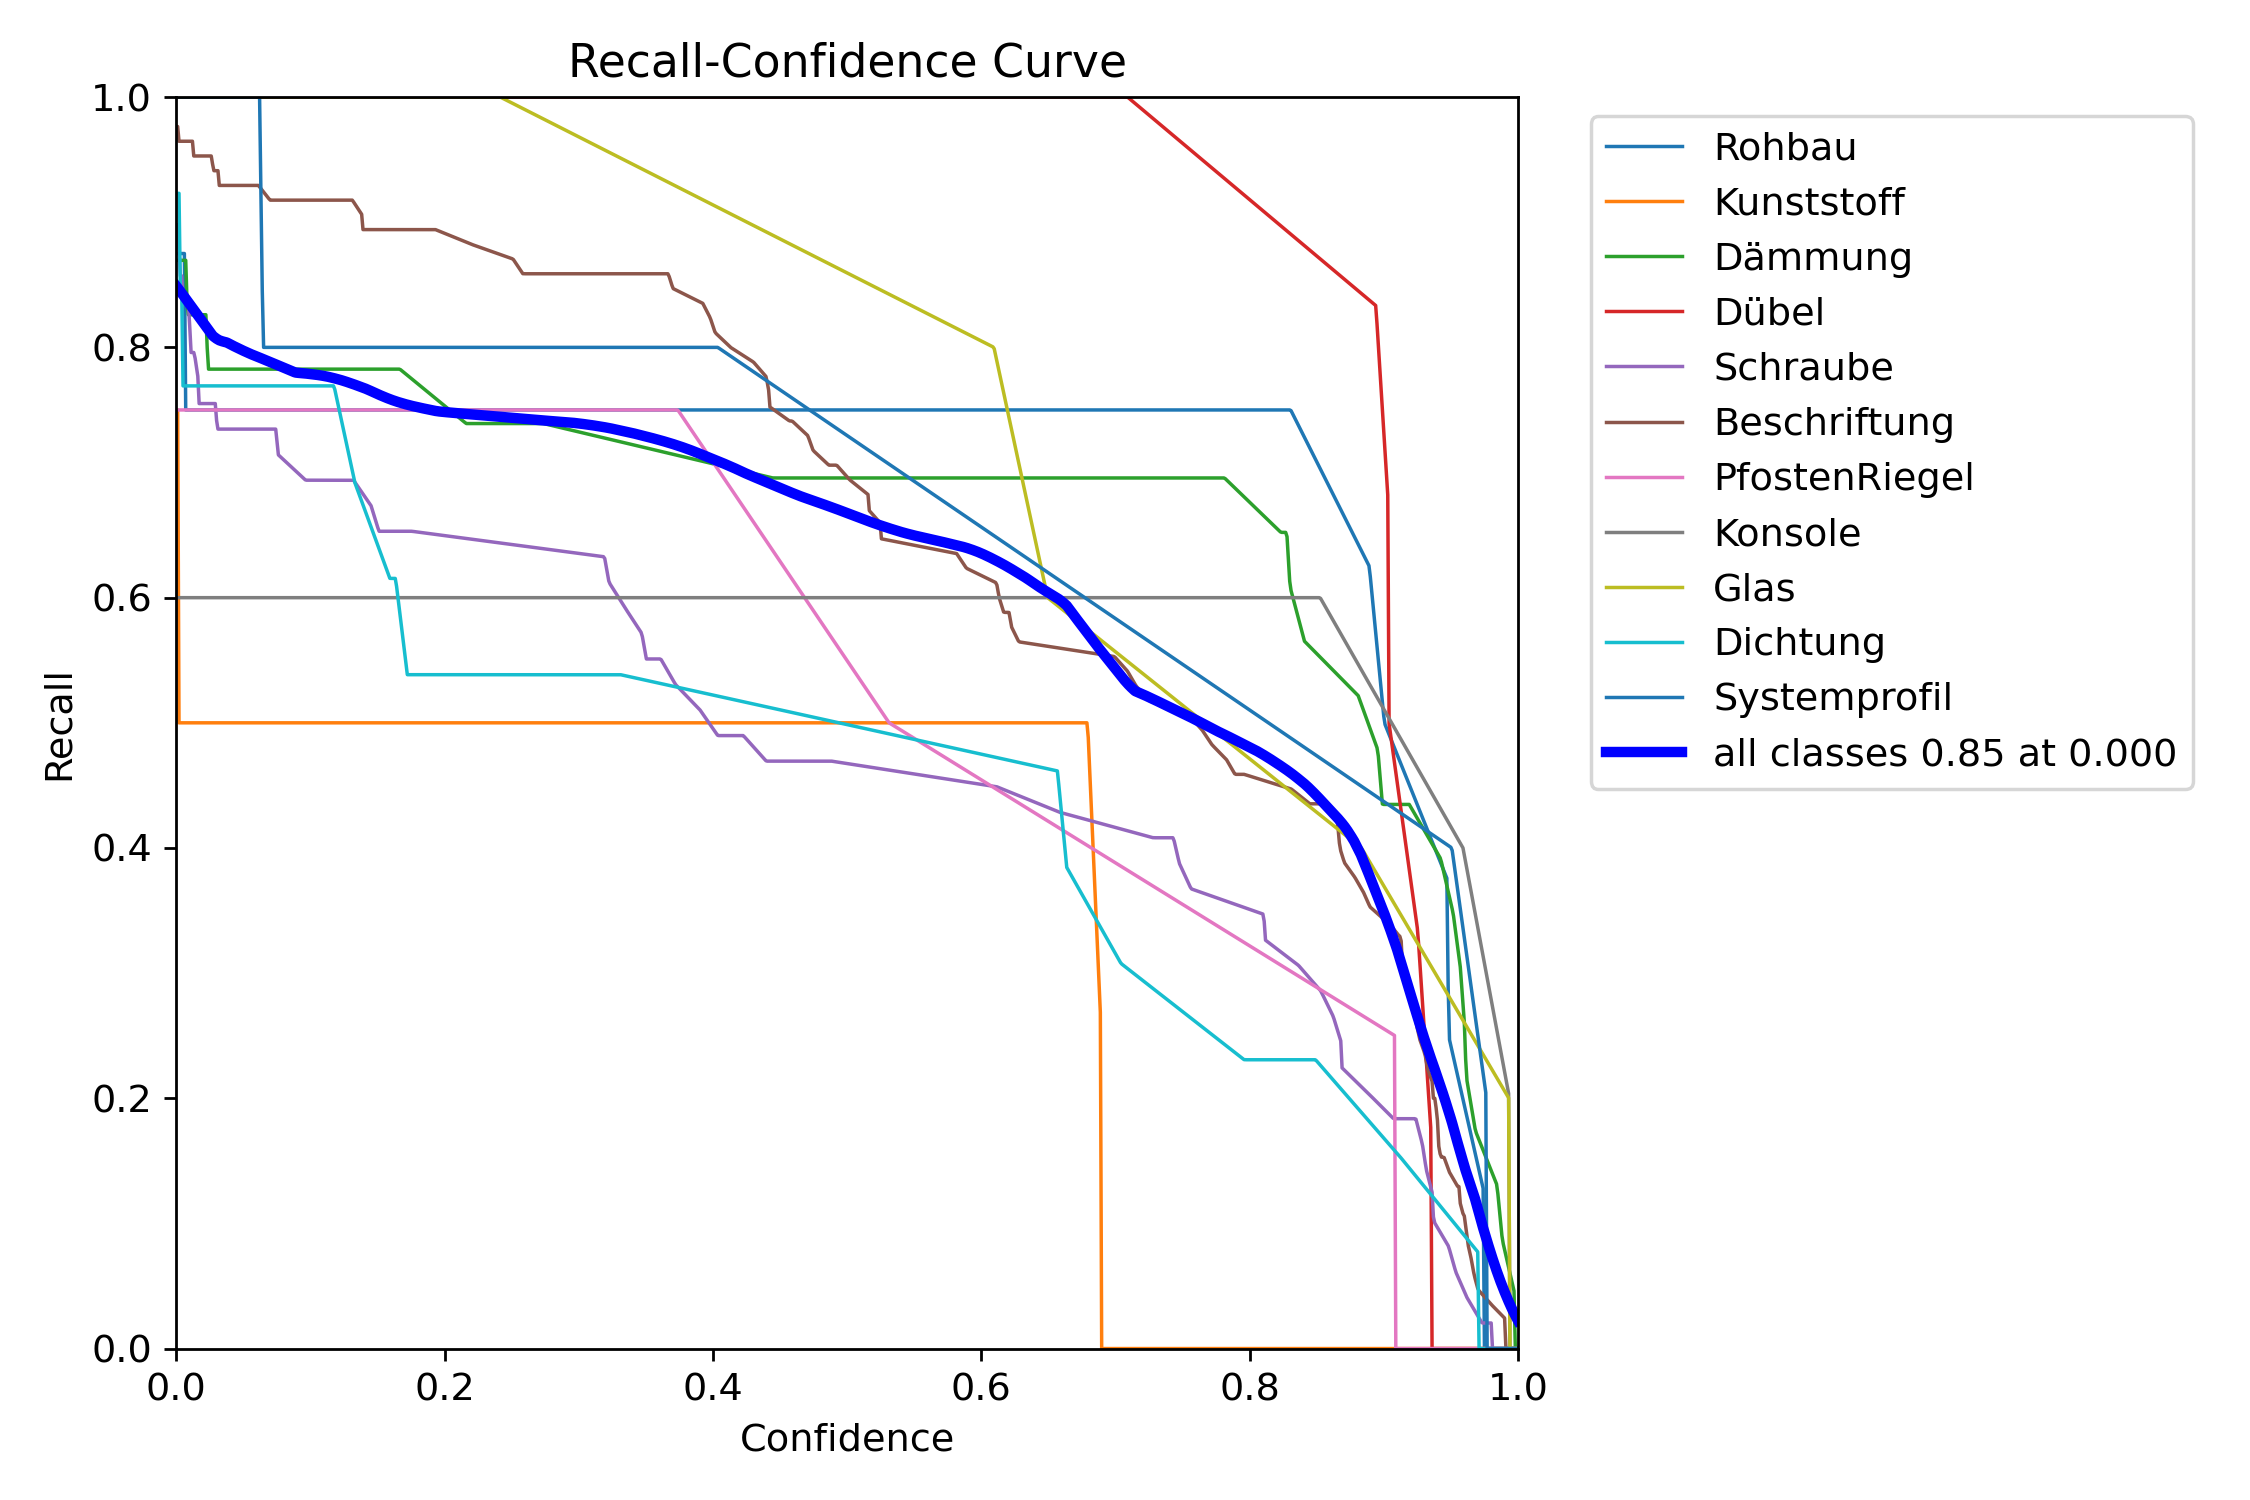 Recall-Confidence Curve
1.0
0.8
0.6
0.4
0.2
0.0
Recall
0.0 0.2 0.4 0.6 0.8 1.0
Confidence
Rohbau
Kunststoff
Dämmung
Dübel
Schraube
Beschriftung
PfostenRiegel
Konsole
Glas
Dichtung
Systemprofil
all classes 0.85 at 0.000